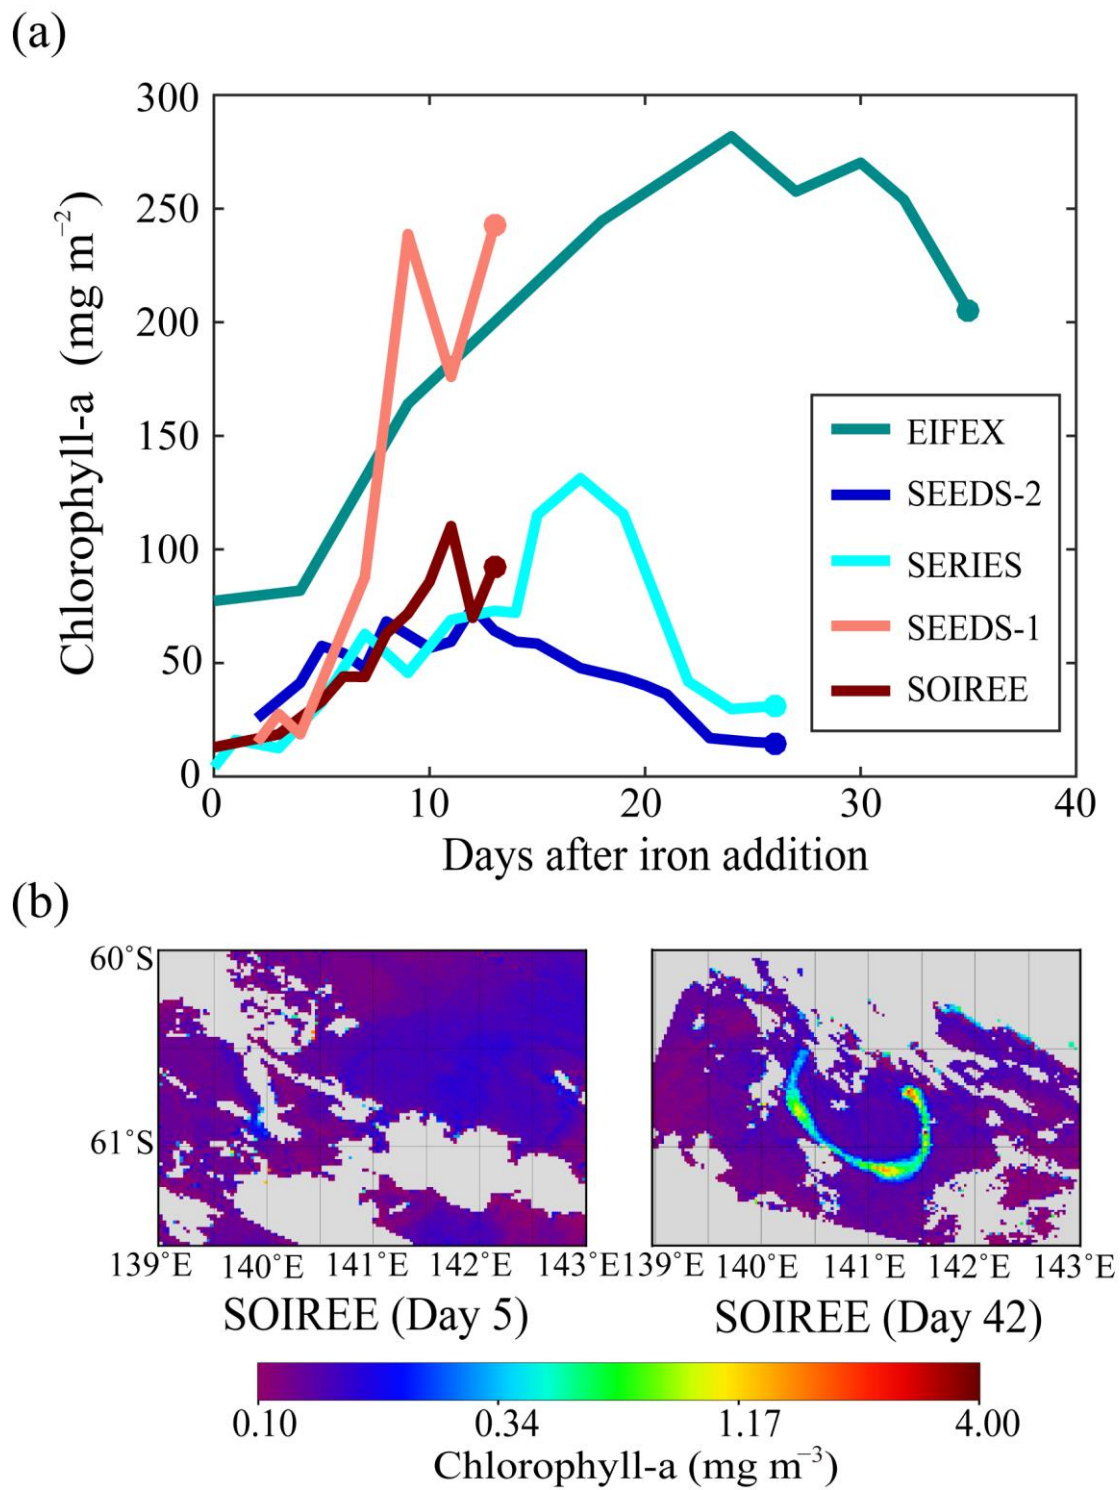 (a)
300
250
200
150
100
50
0
Chlorophyll-a (mg m⁻²)
0 10 20 30 40
Days after iron addition
EIFEX
SEEDS-2
SERIES
SEEDS-1
SOIREE
(b)
60°S
61°S
139°E 140°E 141°E 142°E 143°E
139°E 140°E 141°E 142°E 143°E
SOIREE (Day 5)
SOIREE (Day 42)
0.10 0.34 1.17 4.00
Chlorophyll-a (mg m⁻³)